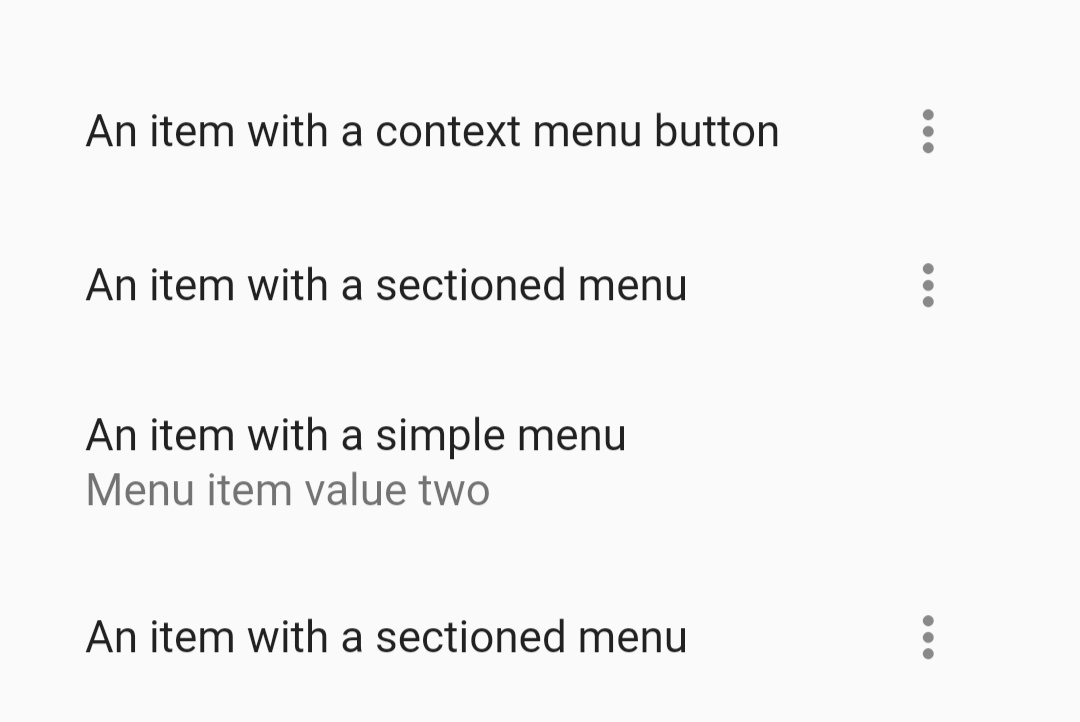 An item with a context menu button
An item with a sectioned menu
An item with a simple menu
Menu item value two
An item with a sectioned menu